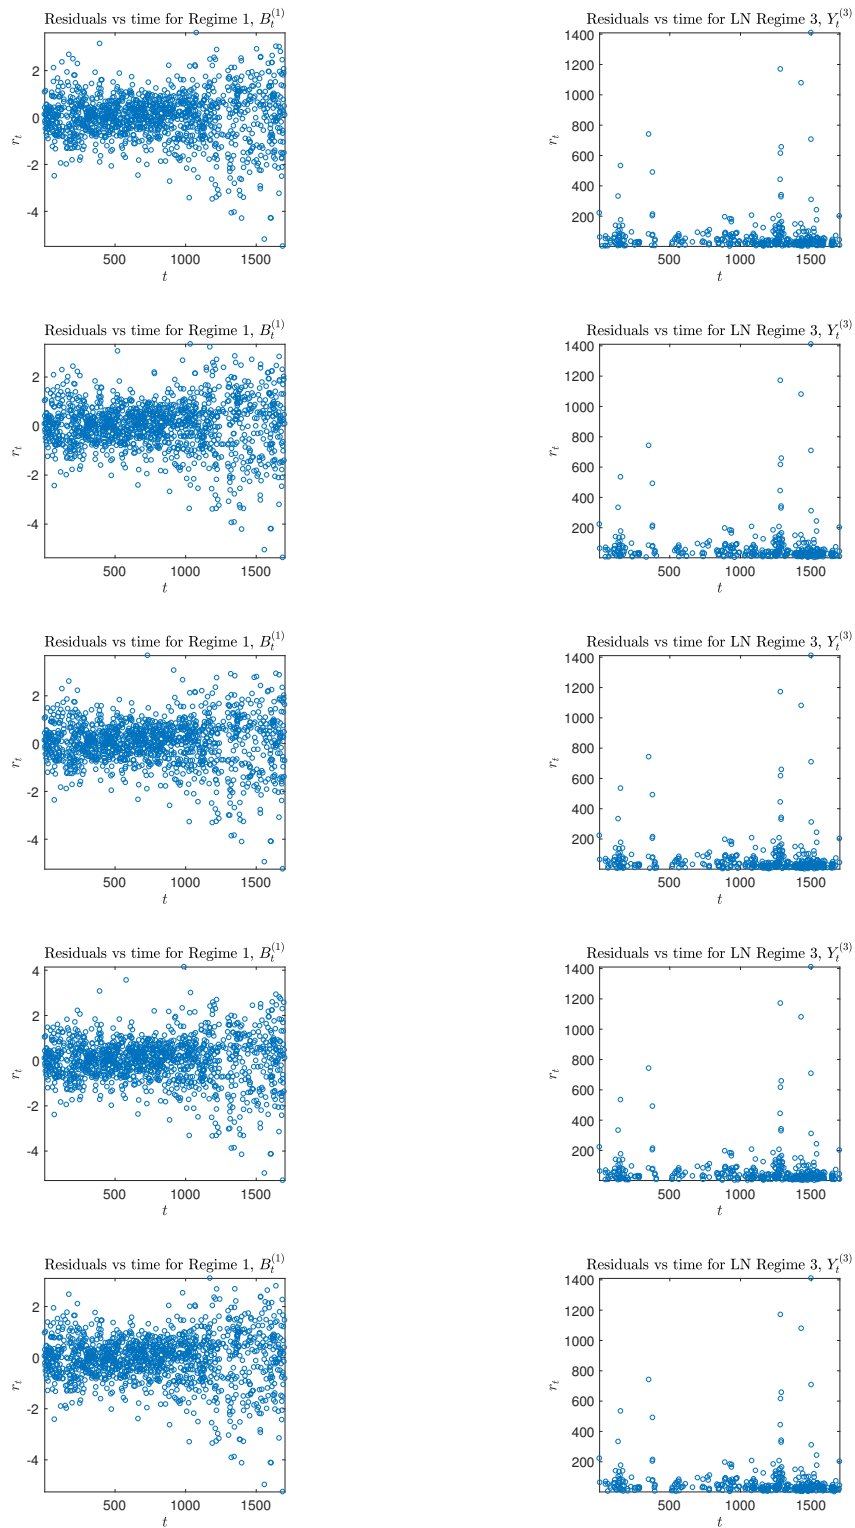 Residuals vs time for Regime 1, $B_t^{(1)}$
2
0
-2
-4
r_t
500 1000 1500
t
Residuals vs time for LN Regime 3, $Y_t^{(3)}$
1400
1200
1000
800
600
400
200
r_t
500 1000 1500
t
Residuals vs time for Regime 1, $B_t^{(1)}$
2
0
-2
-4
r_t
500 1000 1500
t
Residuals vs time for LN Regime 3, $Y_t^{(3)}$
1400
1200
1000
800
600
400
200
r_t
500 1000 1500
t
Residuals vs time for Regime 1, $B_t^{(1)}$
2
0
-2
-4
r_t
500 1000 1500
t
Residuals vs time for LN Regime 3, $Y_t^{(3)}$
1400
1200
1000
800
600
400
200
r_t
500 1000 1500
t
Residuals vs time for Regime 1, $B_t^{(1)}$
4
2
0
-2
-4
r_t
500 1000 1500
t
Residuals vs time for LN Regime 3, $Y_t^{(3)}$
1400
1200
1000
800
600
400
200
r_t
500 1000 1500
t
Residuals vs time for Regime 1, $B_t^{(1)}$
2
0
-2
-4
r_t
500 1000 1500
t
Residuals vs time for LN Regime 3, $Y_t^{(3)}$
1400
1200
1000
800
600
400
200
r_t
500 1000 1500
t